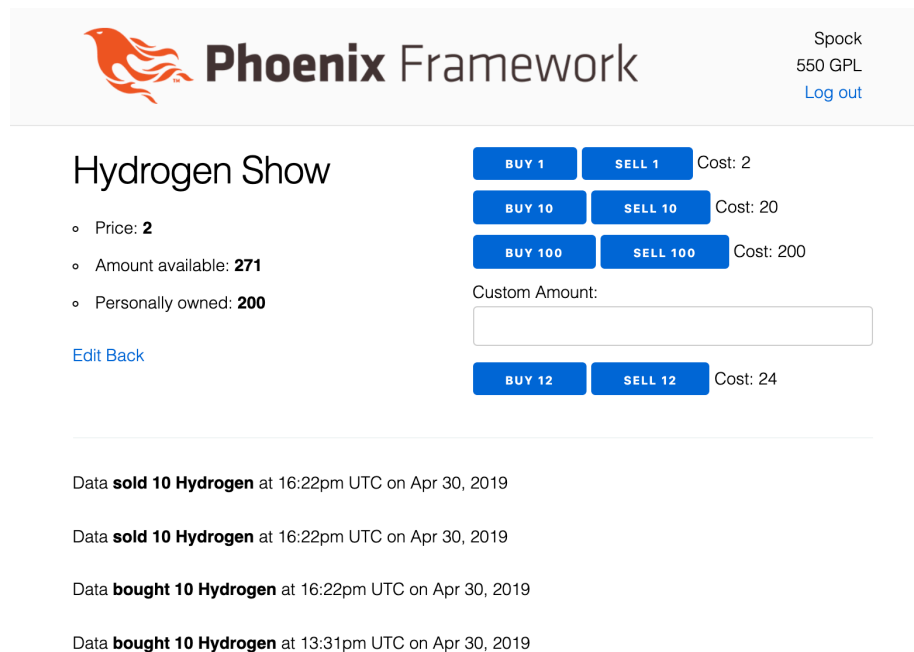 Phoenix Framework
TM
Spock
550 GPL
Log out
Hydrogen Show
Price: 2
Amount available: 271
Personally owned: 200
Edit Back
BUY 1 SELL 1 Cost: 2
BUY 10 SELL 10 Cost: 20
BUY 100 SELL 100 Cost: 200
Custom Amount:
BUY 12 SELL 12 Cost: 24
Data sold 10 Hydrogen at 16:22pm UTC on Apr 30, 2019
Data sold 10 Hydrogen at 16:22pm UTC on Apr 30, 2019
Data bought 10 Hydrogen at 16:22pm UTC on Apr 30, 2019
Data bought 10 Hydrogen at 13:31pm UTC on Apr 30, 2019